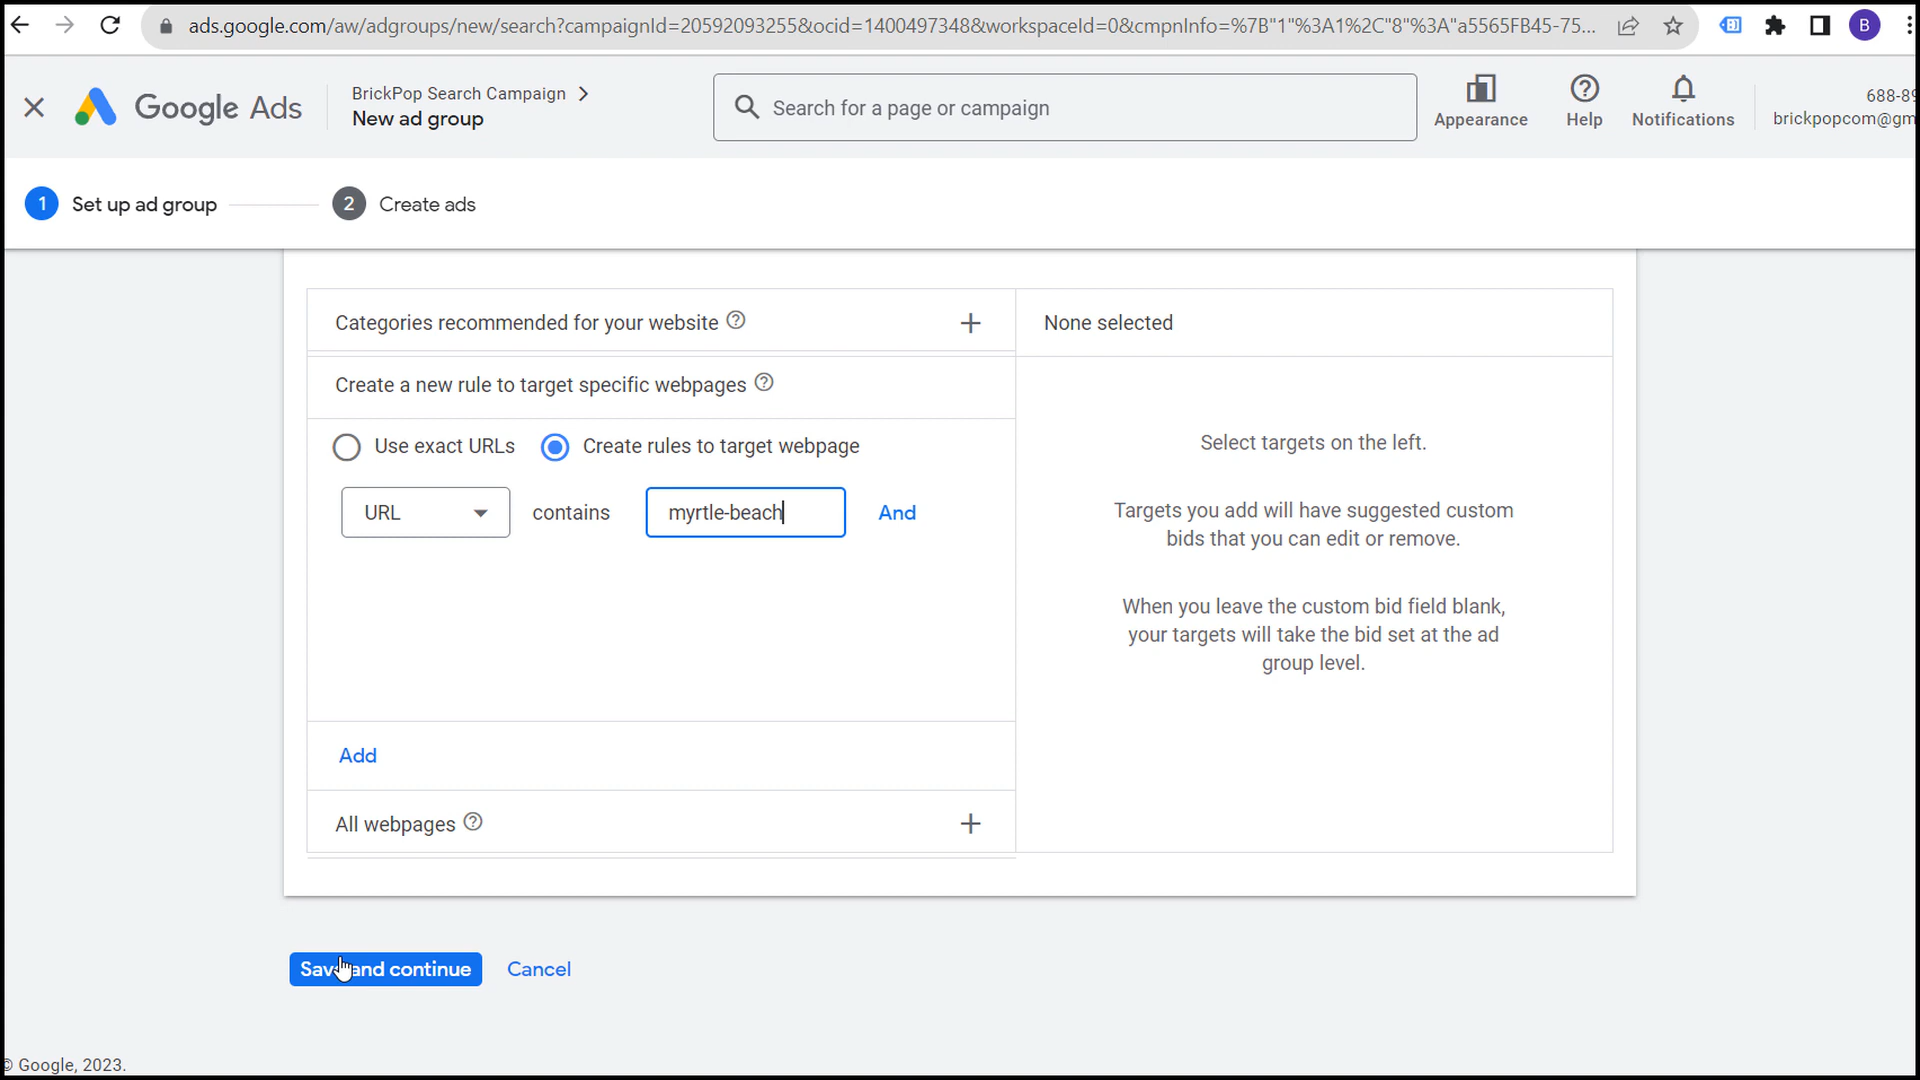 ads.google.com/aw/adgroups/new/search?campaignId=20592093255&ocid=1400497348&workspaceId=0&cmpnInfo=%7B"1"%3A1%2C"8"%3A"a5565FB45-75...
B
Google Ads
BrickPop Search Campaign
New ad group
Search for a page or campaign
Appearance
Help
Notifications
688-89
brickpopcom@gm
1 Set up ad group
2 Create ads
Categories recommended for your website
None selected
Create a new rule to target specific webpages
Use exact URLs
Create rules to target webpage
URL
contains
myrtle-beach
And
Select targets on the left.
Targets you add will have suggested custom
bids that you can edit or remove.
When you leave the custom bid field blank,
your targets will take the bid set at the ad
group level.
Add
All webpages
Save and continue
Cancel
© Google, 2023.